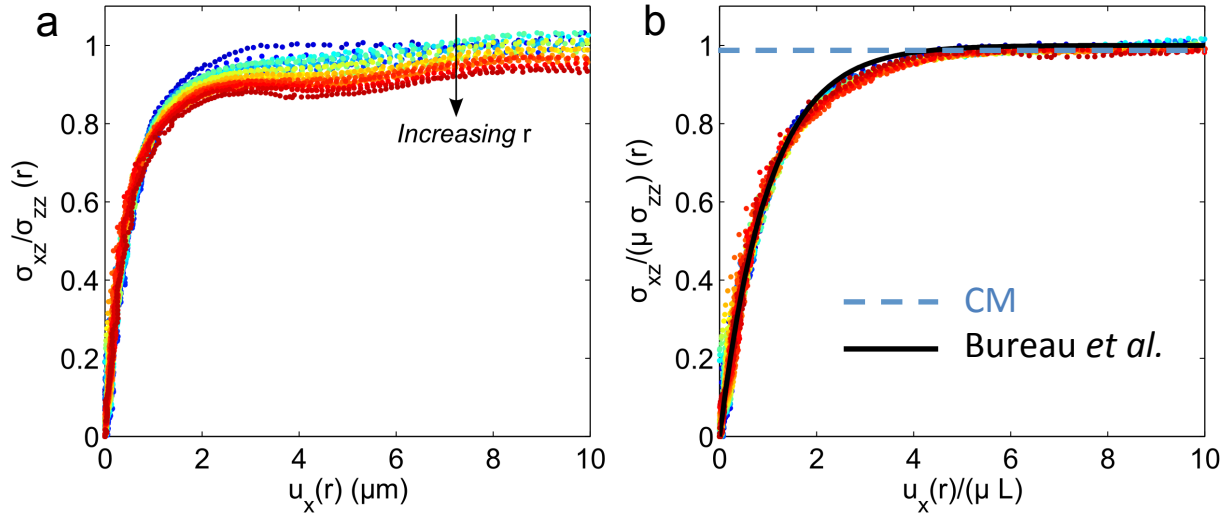 a
1
0.8
0.6
0.4
0.2
0
σxz/σzz (r)
Increasing r
0 2 4 6 8 10
ux(r) (µm)
b
1
0.8
0.6
0.4
0.2
0
σxz/(µ σzz) (r)
CM
Bureau et al.
0 2 4 6 8 10
ux(r)/(µ L)